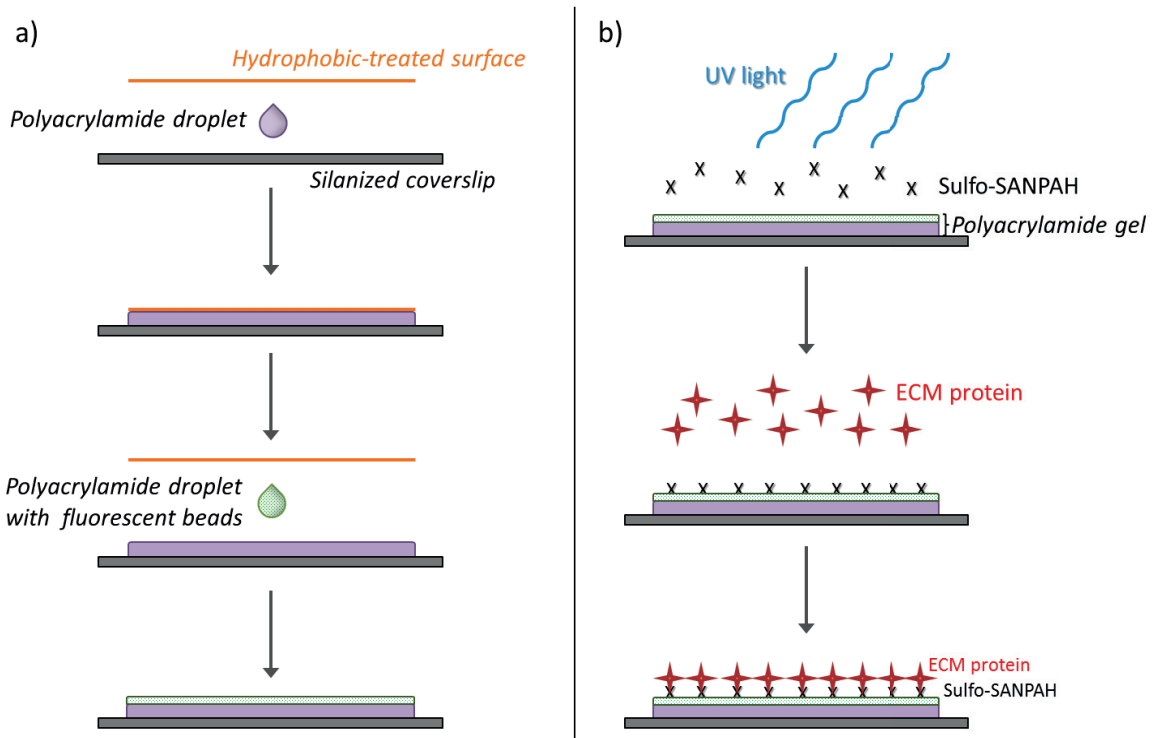 a)
Hydrophobic-treated surface
Polyacrylamide droplet
Silanized coverslip
Polyacrylamide droplet
with fluorescent beads
b)
UV light
x x x x x x x x
Sulfo-SANPAH
}Polyacrylamide gel
ECM protein
x x x x x x x x x
ECM protein
x x x x x x x x x
Sulfo-SANPAH